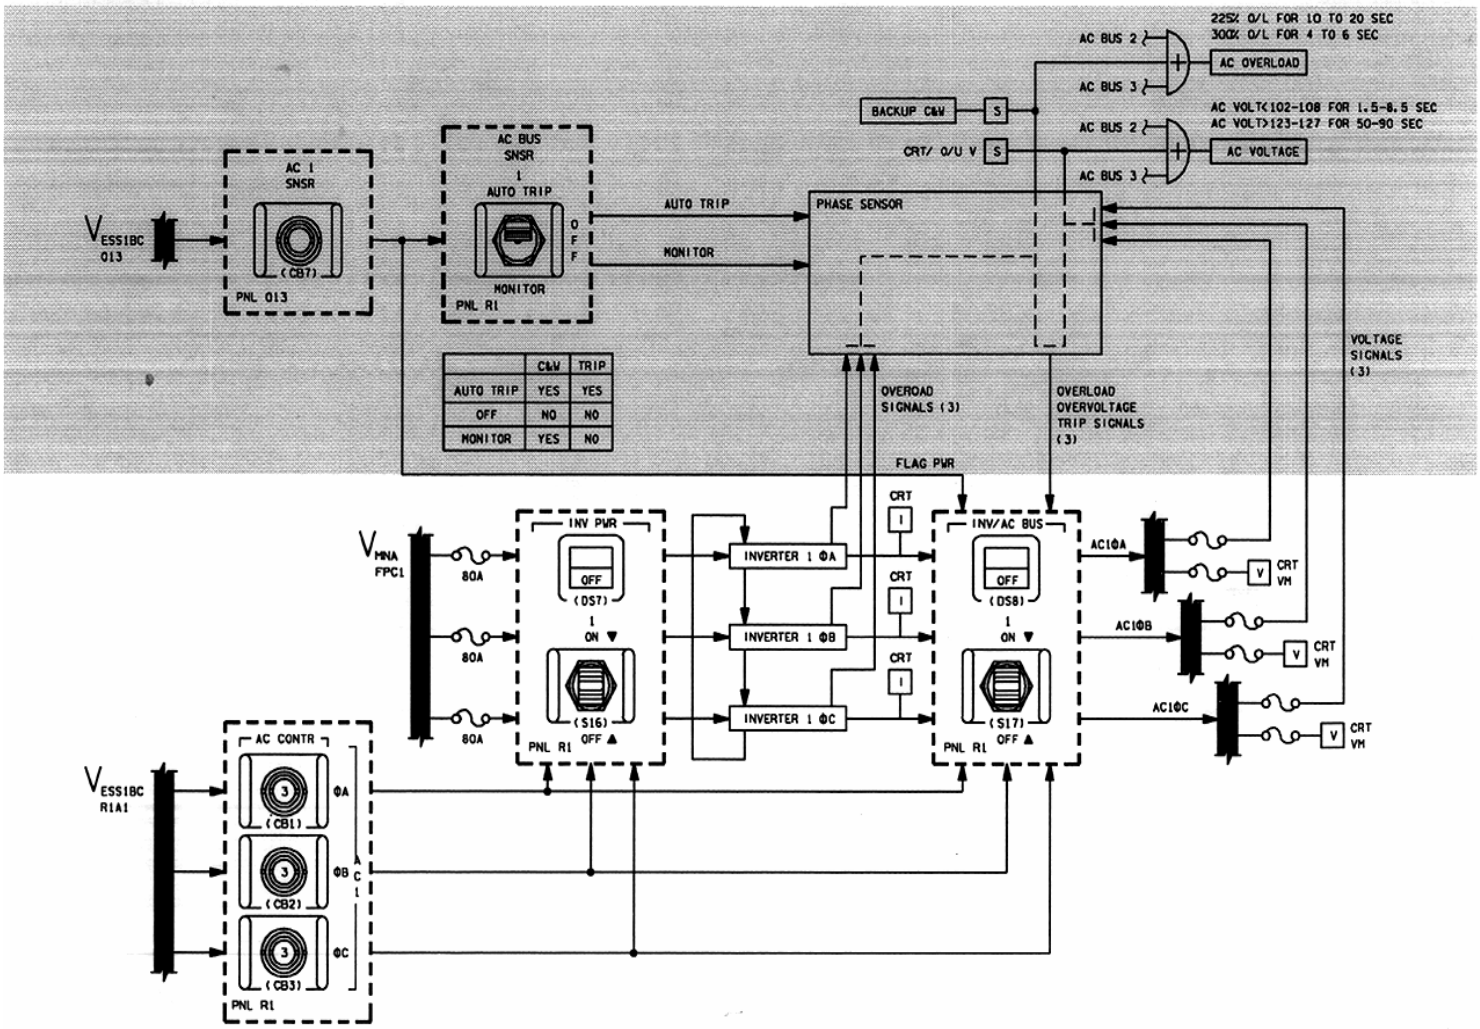 225% O/L FOR 10 TO 20 SEC
300% O/L FOR 4 TO 6 SEC
AC BUS 2
+
AC OVERLOAD
AC BUS 3
BACKUP C&W
S
AC VOLT<102-108 FOR 1.5-8.5 SEC
AC VOLT>123-127 FOR 50-90 SEC
AC BUS 2
CRT/ O/U V
S
+
AC VOLTAGE
AC BUS 3
AC BUS
SNSR
1
AUTO TRIP
OFF
MONITOR
PNL R1
AC 1
SNSR
(CB7)
PNL O13
VESS1BC
O13
AUTO TRIP
MONITOR
PHASE SENSOR
C&W TRIP
AUTO TRIP YES YES
OFF NO NO
MONITOR YES NO
OVEROAD
SIGNALS (3)
OVERLOAD
OVERVOLTAGE
TRIP SIGNALS
(3)
VOLTAGE
SIGNALS
(3)
FLAG PWR
VMNA
FPC1
80A
80A
80A
INV PWR
OFF
(DS7)
1
ON ▼
(S16)
OFF ▲
PNL R1
INVERTER 1 ΦA
INVERTER 1 ΦB
INVERTER 1 ΦC
CRT
I
CRT
I
CRT
I
INV/AC BUS
OFF
(DS8)
1
ON ▼
(S17)
OFF ▲
PNL R1
AC1ΦA
AC1ΦB
AC1ΦC
V
CRT
VM
V
CRT
VM
V
CRT
VM
VESS1BC
R1A1
AC CONTR
3
ΦA
(CB1)
3
ΦB
(CB2)
3
ΦC
(CB3)
AC1
PNL R1